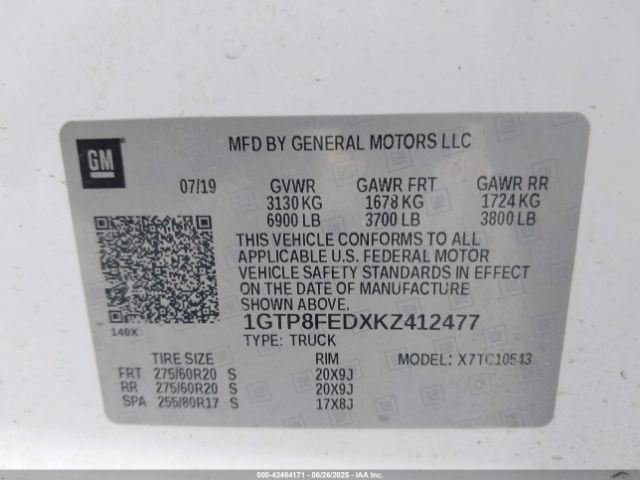 GM
MFD BY GENERAL MOTORS LLC
07/19 GVWR GAWR FRT GAWR RR
3130 KG 1678 KG 1724 KG
6900 LB 3700 LB 3800 LB
THIS VEHICLE CONFORMS TO ALL
APPLICABLE U.S. FEDERAL MOTOR
VEHICLE SAFETY STANDARDS IN EFFECT
ON THE DATE OF MANUFACTURE
SHOWN ABOVE.
1GTP8FEDXKZ412477
148X
TYPE: TRUCK
TIRE SIZE RIM MODEL: X7TC10543
FRT 275/60R20 S 20X9J
RR 275/60R20 S 20X9J
SPA 255/80R17 S 17X8J
000-42464171 - 06/26/2025 - IAAI.CA